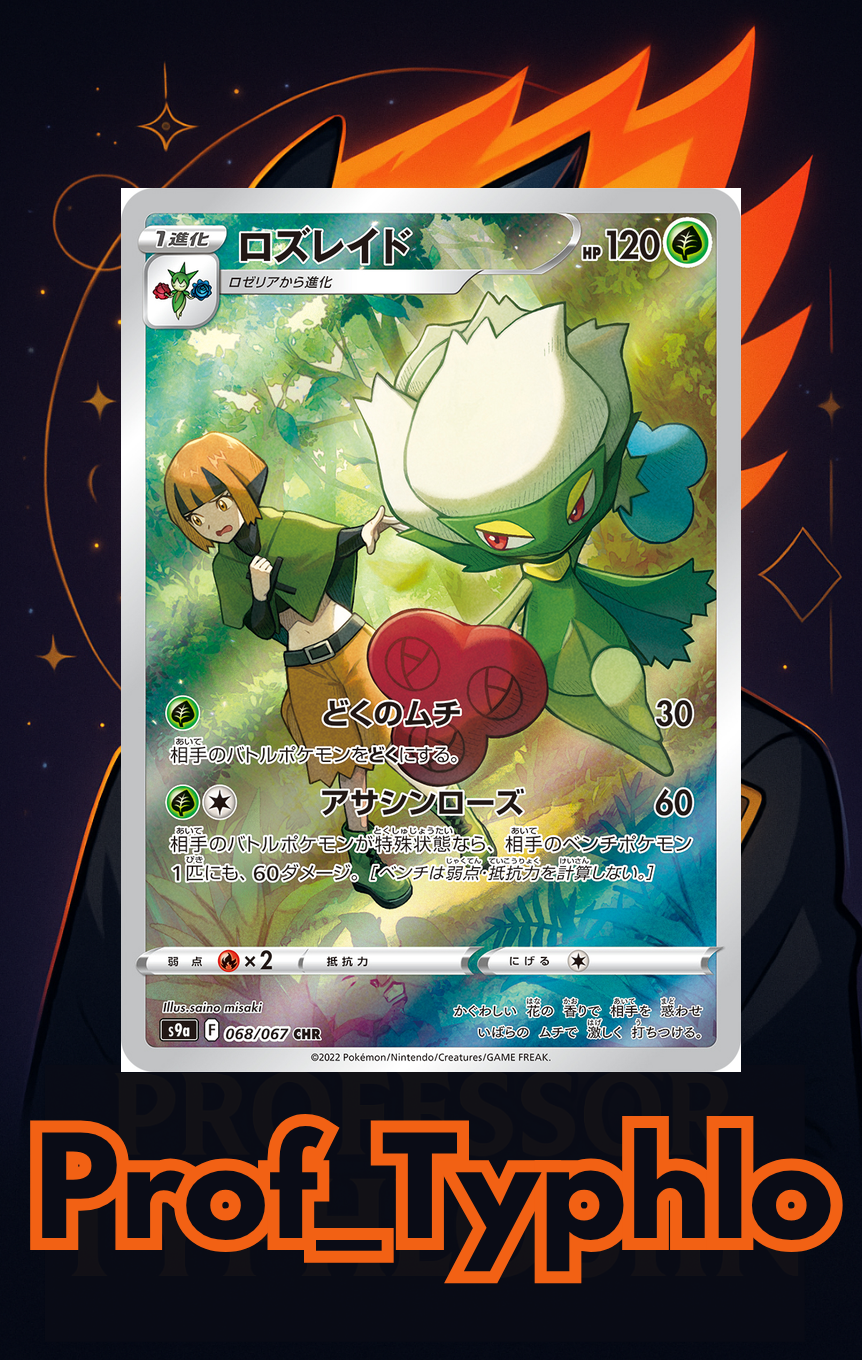 1進化
ロズレイド
HP 120
ロゼリアから進化
どくのムチ 30
相手のバトルポケモンをどくにする。
アサシンローズ 60
相手のバトルポケモンが特殊状態なら、相手のベンチポケモン
1匹にも、60ダメージ。[ベンチは弱点・抵抗力を計算しない。]
弱点 ×2 抵抗力 にげる
Illus.saino misaki
かぐわしい 花の 香りで 相手を 惑わせ
いばらの ムチで 激しく 打ちつける。
s9a F 068/067 CHR
©2022 Pokémon/Nintendo/Creatures/GAME FREAK.
PROFESSOR
Prof_Typhlo